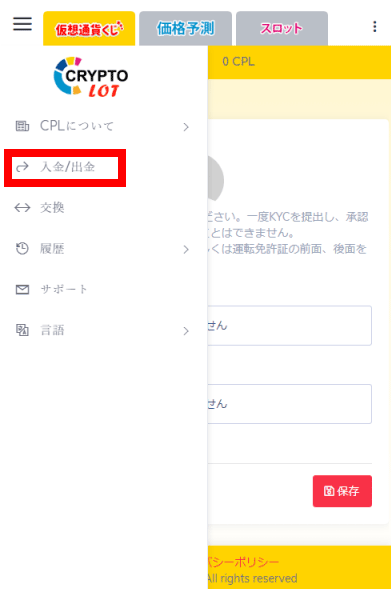 仮想通貨くじ 価格予測 スロット
CRYPTO
LOT
0 CPL
CPLについて
入金/出金
交換
ださい。一度KYCを提出し、承認
とはできません。
くは運転免許証の前面、後面を
履歴
サポート
せん
言語
せん
保存
バシーポリシー
All rights reserved